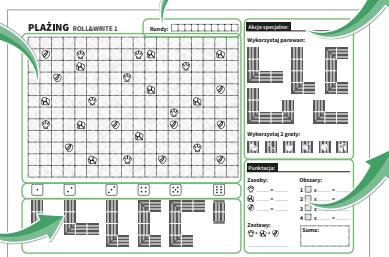 PLAŻING ROLL&WRITE 1
Rundy:
Akcje specjalne:
Wykorzystaj parawan:
Wykorzystaj 2 graty:
Punktacja:
Zasoby: Obszary:
= 1 x =
= 2 x =
= 3 x =
4 x =
Zestawy: Suma:
+ + =